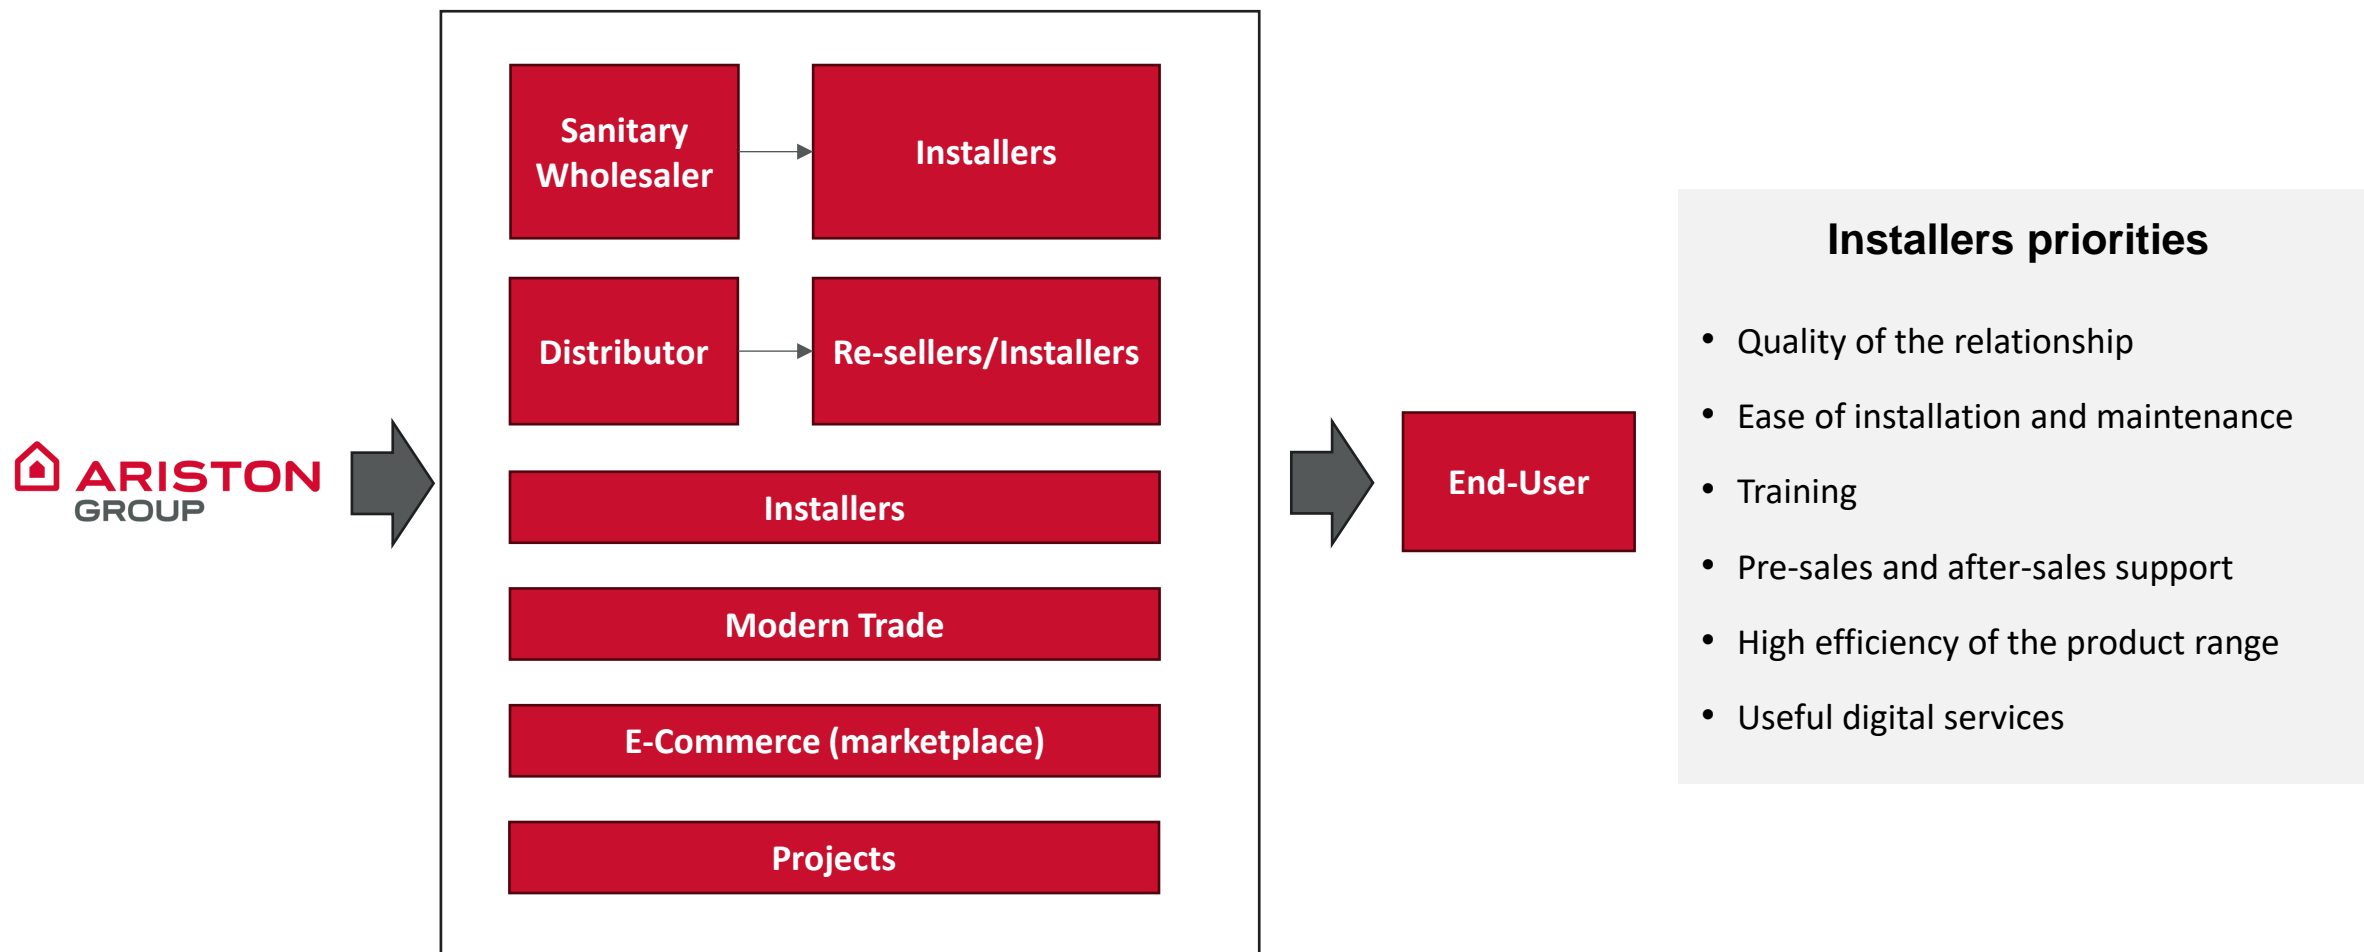 ARISTON
GROUP
Sanitary
Wholesaler
Installers
Distributor
Re-sellers/Installers
Installers
Modern Trade
E-Commerce (marketplace)
Projects
End-User
Installers priorities
• Quality of the relationship
• Ease of installation and maintenance
• Training
• Pre-sales and after-sales support
• High efficiency of the product range
• Useful digital services